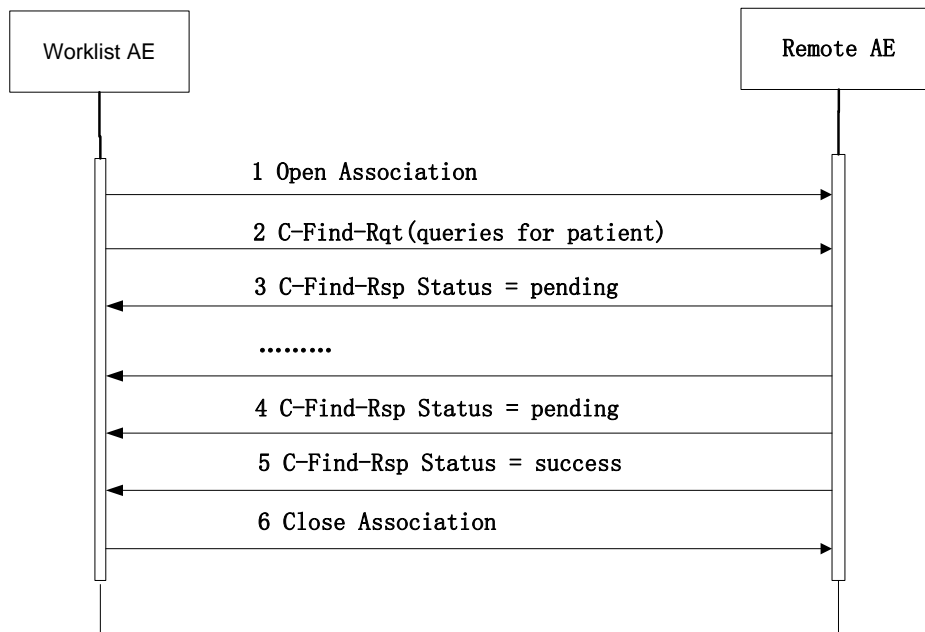 Worklist AE
Remote AE
1 Open Association
2 C-Find-Rqt(queries for patient)
3 C-Find-Rsp Status = pending
………
4 C-Find-Rsp Status = pending
5 C-Find-Rsp Status = success
6 Close Association